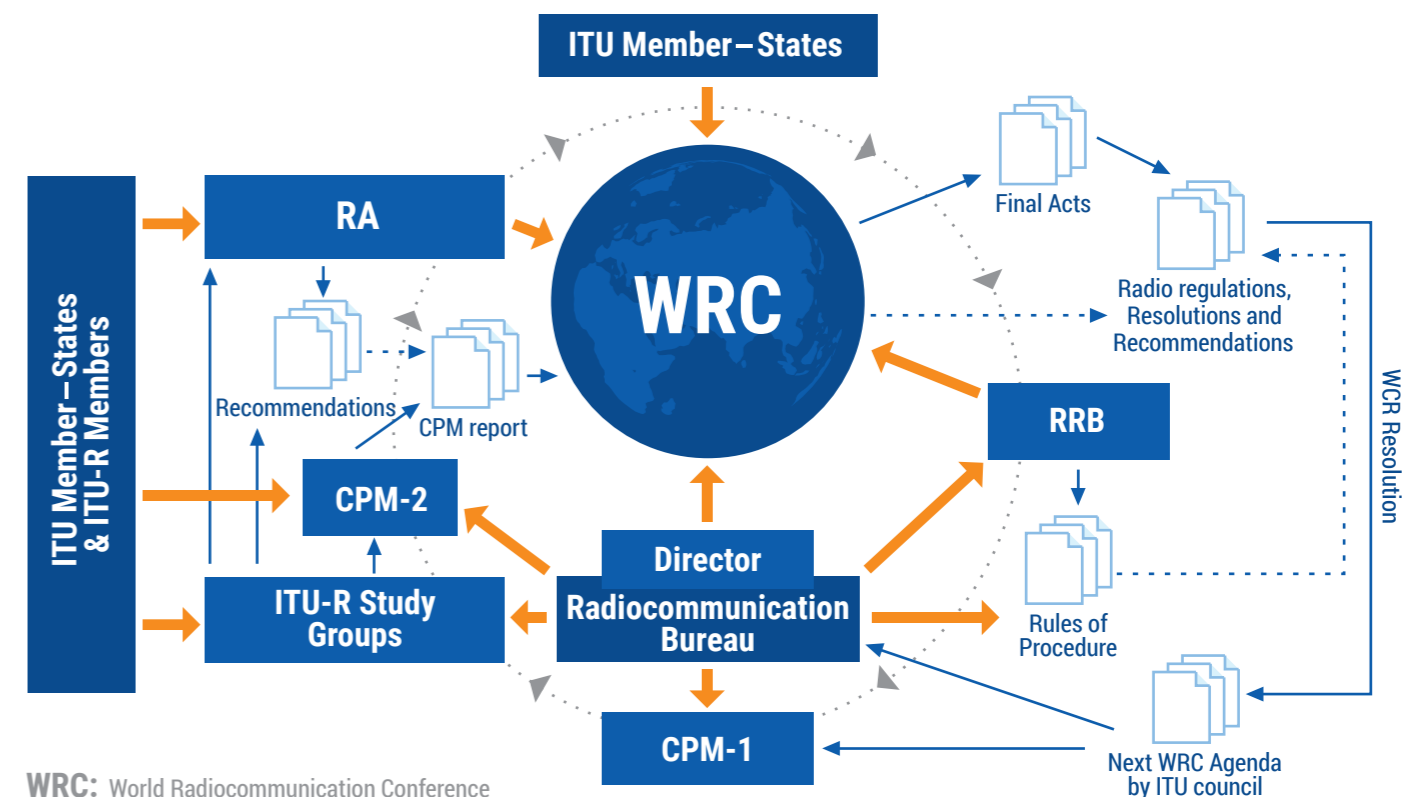 ITU Member–States
ITU Member–States
& ITU-R Members
RA
WRC
Final Acts
Radio regulations,
Resolutions and
Recommendations
WCR Resolution
Recommendations
CPM report
RRB
CPM-2
Director
Radiocommunication
Bureau
ITU-R Study
Groups
Rules of
Procedure
CPM-1
Next WRC Agenda
by ITU council
WRC: World Radiocommunication Conference